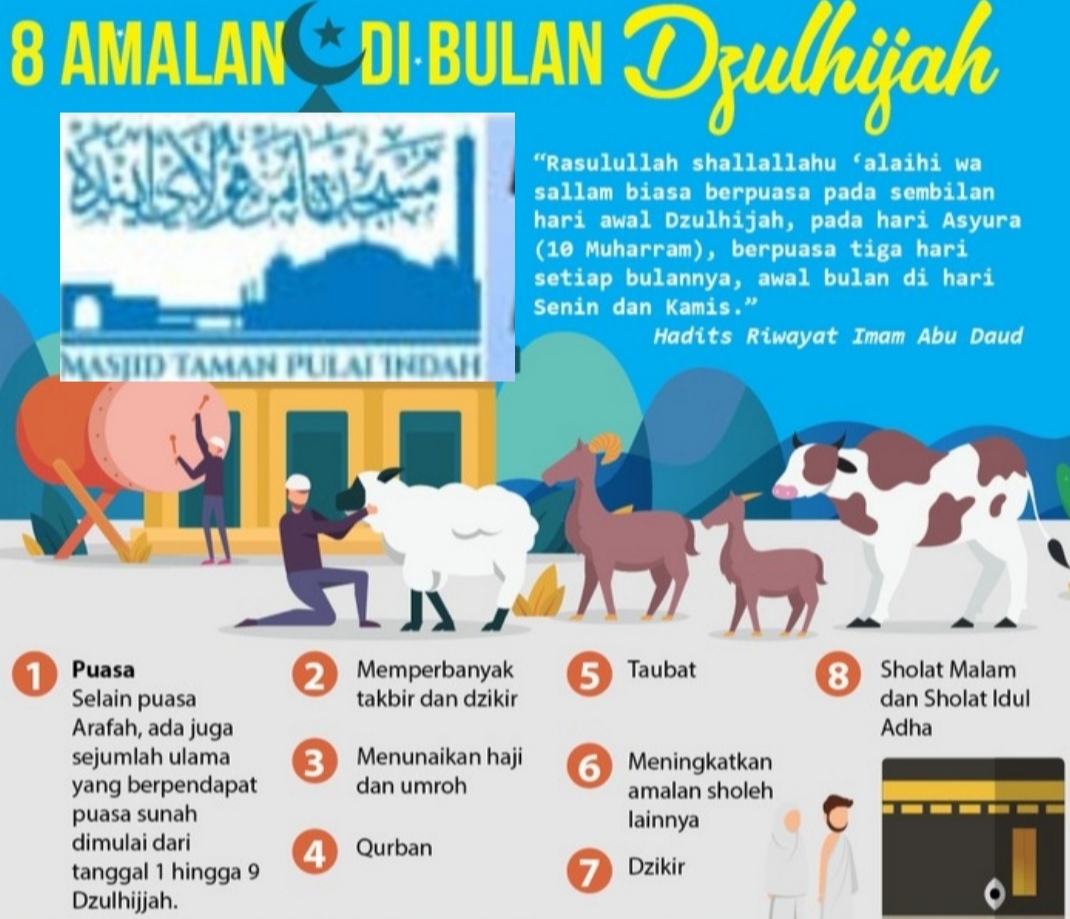 8 AMALAN DI BULAN Dzulhijah
MASJID TAMAN PULAI INDAH
“Rasulullah shallallahu ‘alaihi wa
sallam biasa berpuasa pada sembilan
hari awal Dzulhijah, pada hari Asyura
(10 Muharram), berpuasa tiga hari
setiap bulannya, awal bulan di hari
Senin dan Kamis.”
Hadits Riwayat Imam Abu Daud
1 Puasa
Selain puasa
Arafah, ada juga
sejumlah ulama
yang berpendapat
puasa sunah
dimulai dari
tanggal 1 hingga 9
Dzulhijjah.
2 Memperbanyak
takbir dan dzikir
3 Menunaikan haji
dan umroh
4 Qurban
5 Taubat
6 Meningkatkan
amalan sholeh
lainnya
7 Dzikir
8 Sholat Malam
dan Sholat Idul
Adha